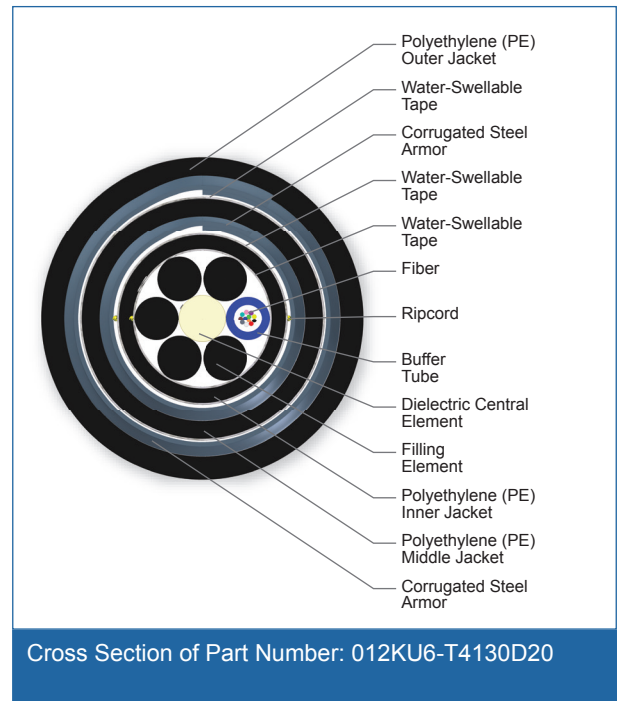 Polyethylene (PE)
Outer Jacket
Water-Swellable
Tape
Corrugated Steel
Armor
Water-Swellable
Tape
Water-Swellable
Tape
Fiber
Ripcord
Buffer
Tube
Dielectric Central
Element
Filling
Element
Polyethylene (PE)
Inner Jacket
Polyethylene (PE)
Middle Jacket
Corrugated Steel
Armor
Cross Section of Part Number: 012KU6-T4130D20